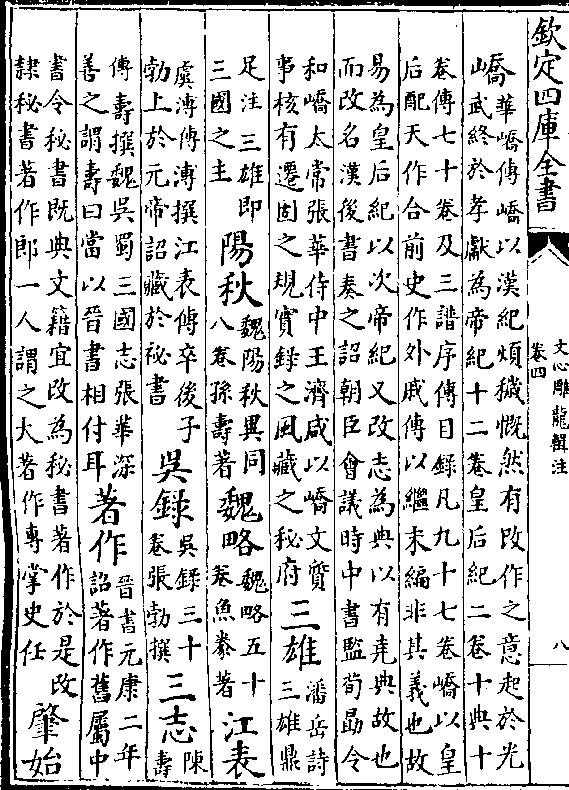 欽定四庫全書
文心雕龍輯注
卷四
八
嶠
華嶠傳嶠以漢紀煩穢慨然有改作之意起於光
武終於孝獻為帝紀十二卷皇后紀二卷十典十
卷傳七十卷及三譜序傳目録凡九十七卷嶠以皇
后配天作合前史作外戚傳以繼末編非其義也故
易為皇后紀以次帝紀又改志為典以有堯典故也
而改名漢後書奏之詔朝臣會議時中書監荀勗令
和嶠太常張華侍中王濟咸以嶠文質
事核有遷固之規實録之風藏之秘府
三雄
潘岳詩
三雄鼎
足注三雄即
三國之主
陽秋
魏陽秋異同
八卷孫壽著
魏略
魏略五十
卷魚豢著
江表
虞溥傳溥撰江表傳卒後子
勃上於元帝詔藏於祕書
吳録
吳録三十
卷張勃撰
三志
陳
壽
傳壽撰魏吳蜀三國志張華深
善之謂壽曰當以晉書相付耳
著作
晉書元康二年
詔著作舊屬中
書令秘書既典文籍宜改為秘書著作於是改
隸秘書著作郎一人謂之大著作專掌史任
肇始